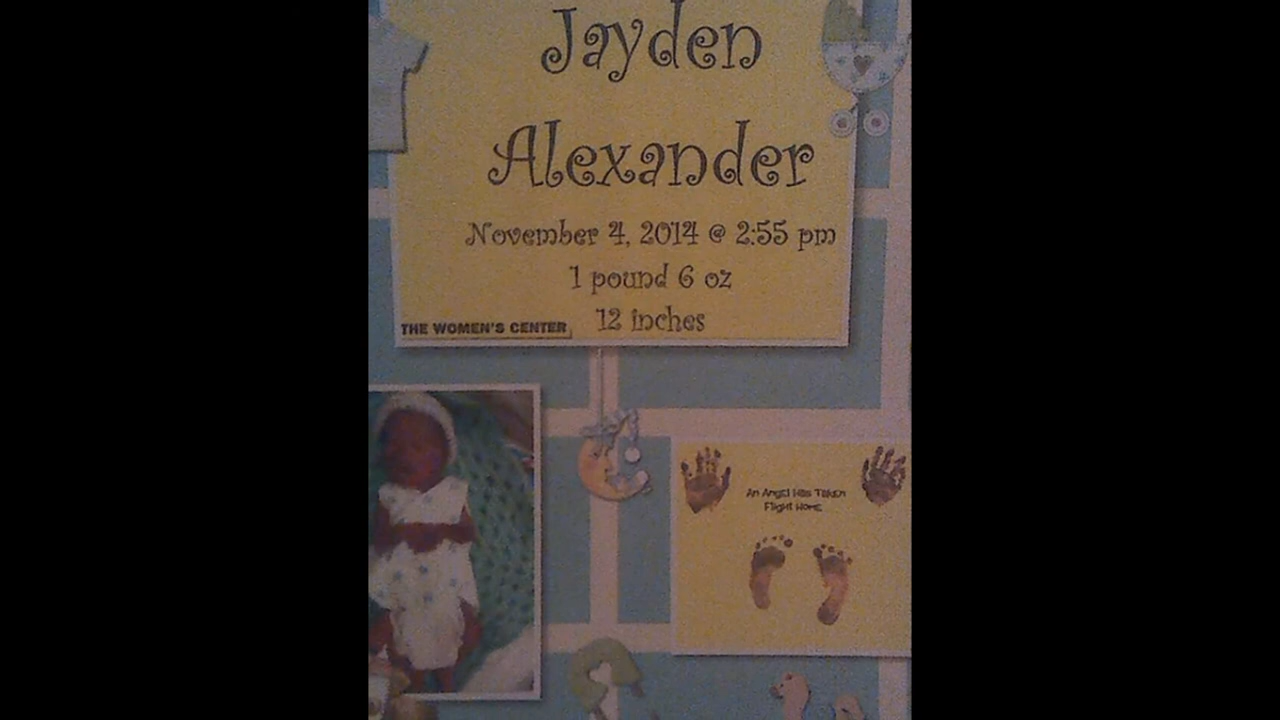 Jayden
Alexander
November 4, 2014 @ 2:55 pm
1 pound 6 oz
12 inches
THE WOMEN'S CENTER
An Angel Has Taken
Flight Home